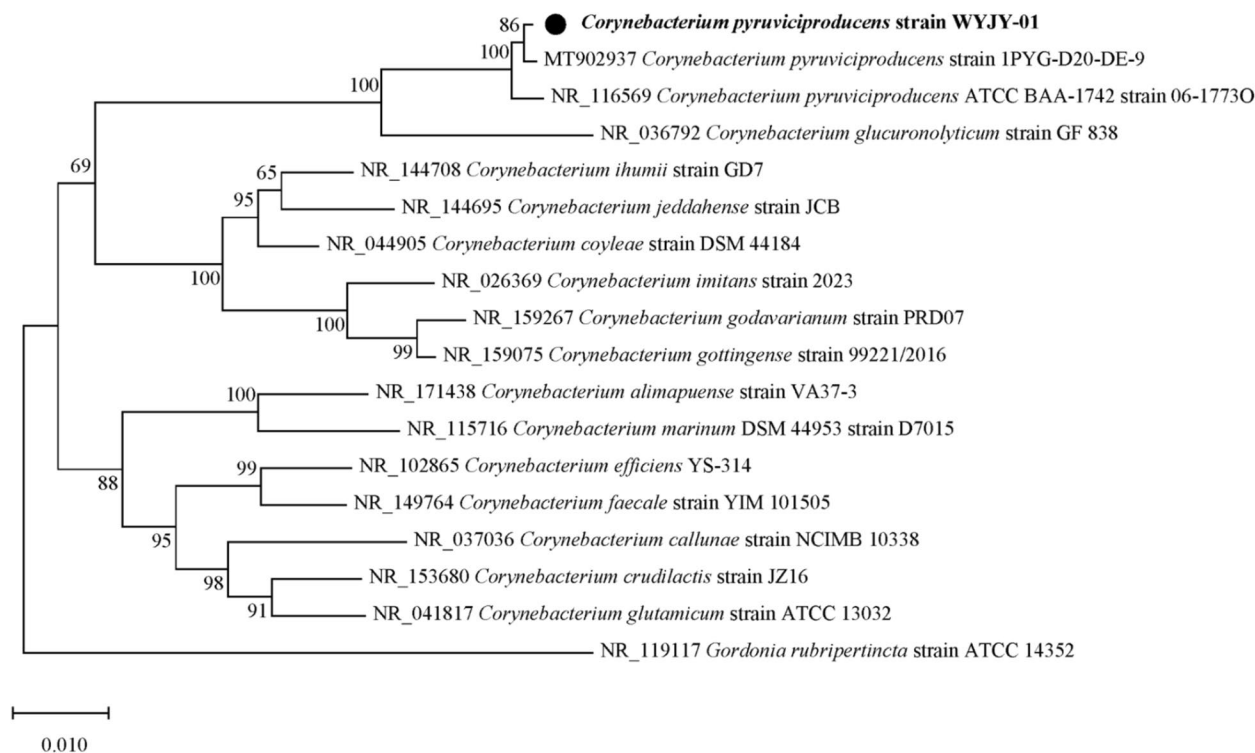 86 Corynebacterium pyruviciproducens strain WYJY-01
100 MT902937 Corynebacterium pyruviciproducens strain 1PYG-D20-DE-9
100
NR_116569 Corynebacterium pyruviciproducens ATCC BAA-1742 strain 06-1773O
NR_036792 Corynebacterium glucuronolyticum strain GF 838
69
65 NR_144708 Corynebacterium ihumii strain GD7
95 NR_144695 Corynebacterium jeddahense strain JCB
NR_044905 Corynebacterium coyleae strain DSM 44184
100
NR_026369 Corynebacterium imitans strain 2023
100 NR_159267 Corynebacterium godavarianum strain PRD07
99 NR_159075 Corynebacterium gottingense strain 99221/2016
100 NR_171438 Corynebacterium alimapuense strain VA37-3
NR_115716 Corynebacterium marinum DSM 44953 strain D7015
99 NR_102865 Corynebacterium efficiens YS-314
88
NR_149764 Corynebacterium faecale strain YIM 101505
95 NR_037036 Corynebacterium callunae strain NCIMB 10338
98 NR_153680 Corynebacterium crudilactis strain JZ16
91 NR_041817 Corynebacterium glutamicum strain ATCC 13032
NR_119117 Gordonia rubripertincta strain ATCC 14352
0.010